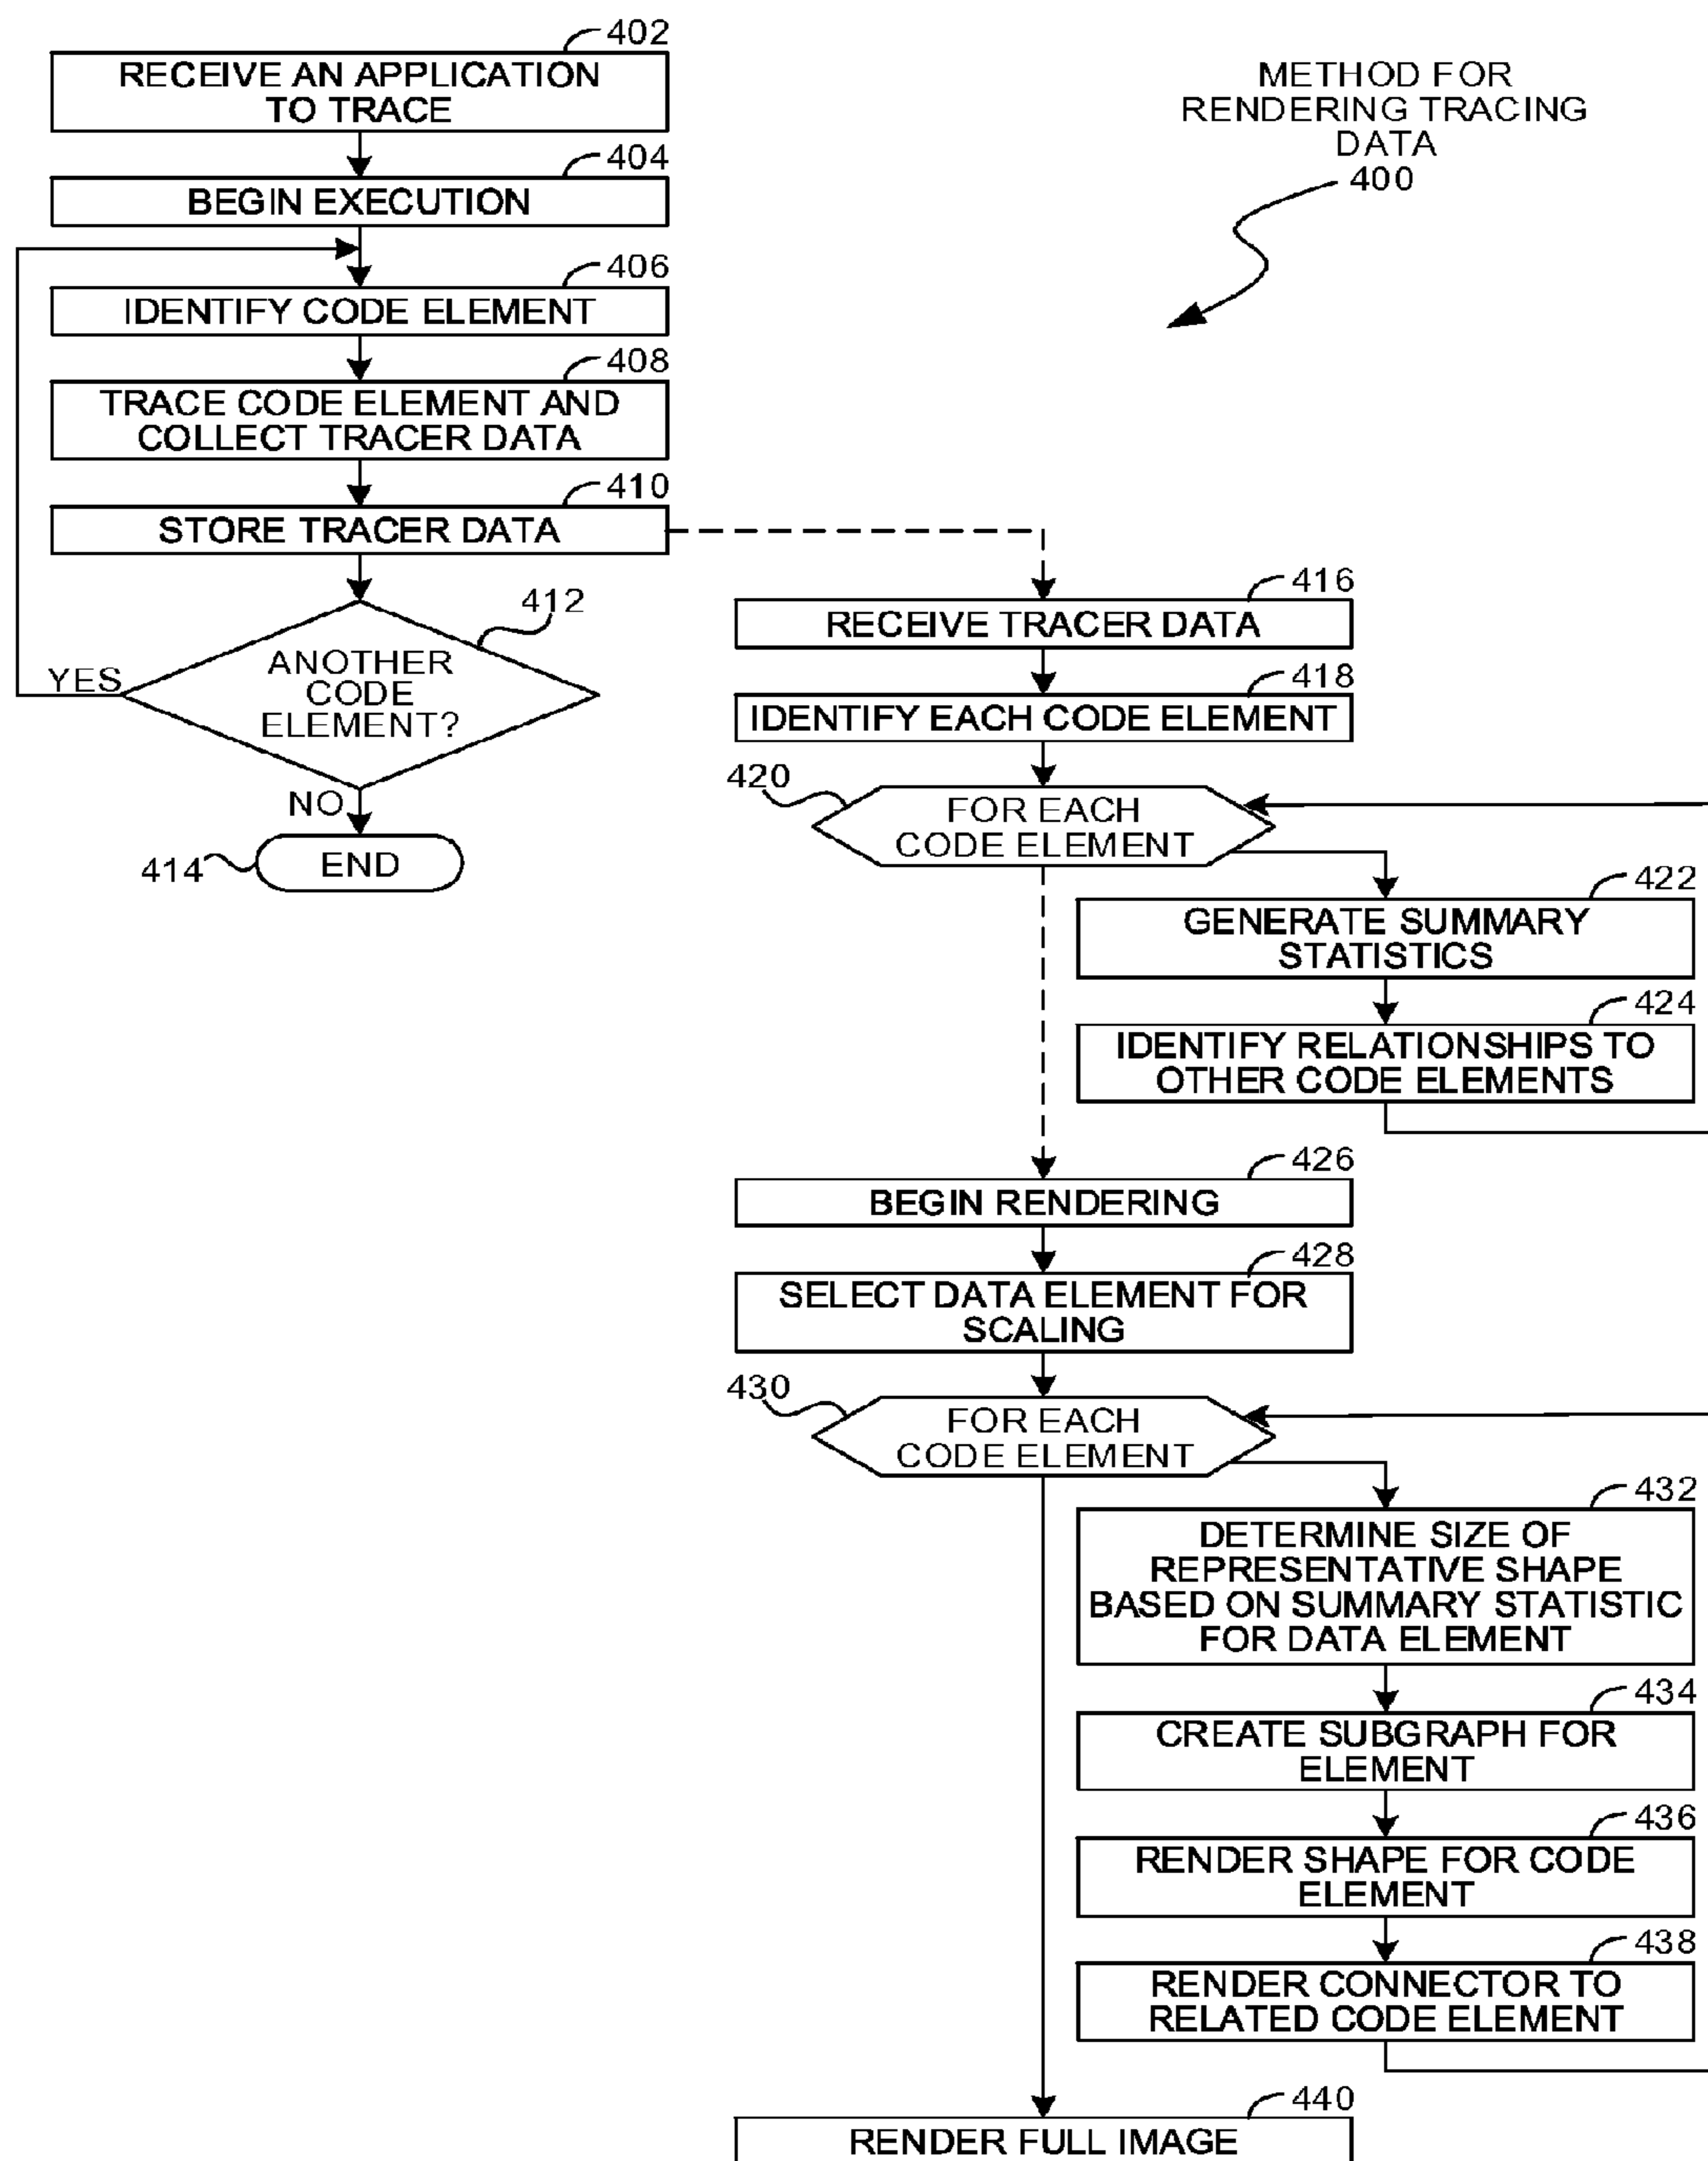 402
RECEIVE AN APPLICATION
TO TRACE
404
BEGIN EXECUTION
406
IDENTIFY CODE ELEMENT
408
TRACE CODE ELEMENT AND
COLLECT TRACER DATA
410
STORE TRACER DATA
412
ANOTHER
CODE
ELEMENT?
YES
NO
414
END
METHOD FOR
RENDERING TRACING
DATA
400
416
RECEIVE TRACER DATA
418
IDENTIFY EACH CODE ELEMENT
420
FOR EACH
CODE ELEMENT
422
GENERATE SUMMARY
STATISTICS
424
IDENTIFY RELATIONSHIPS TO
OTHER CODE ELEMENTS
426
BEGIN RENDERING
428
SELECT DATA ELEMENT FOR
SCALING
430
FOR EACH
CODE ELEMENT
432
DETERMINE SIZE OF
REPRESENTATIVE SHAPE
BASED ON SUMMARY STATISTIC
FOR DATA ELEMENT
434
CREATE SUBGRAPH FOR
ELEMENT
436
RENDER SHAPE FOR CODE
ELEMENT
438
RENDER CONNECTOR TO
RELATED CODE ELEMENT
440
RENDER FULL IMAGE